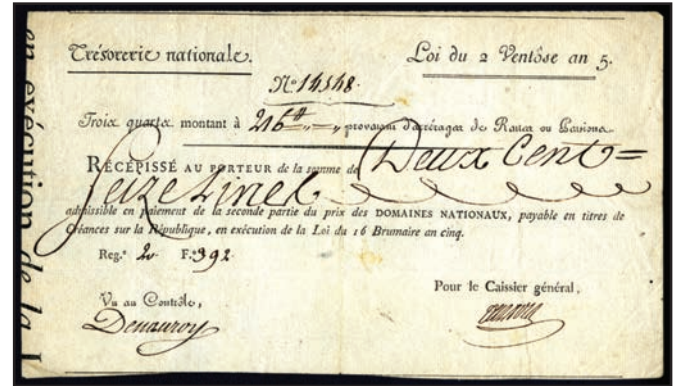 Trésorerie nationale.
Loi du 2 Ventôse an 5.
N.º 14548.
Trois quarts montant à 216₶ „ — „ provenant d'arrérages de Rentes ou Pensions
RÉCÉPISSÉ AU PORTEUR de la somme de Deux Cent =
Seize Livres
admissible en paiement de la seconde partie du prix des DOMAINES NATIONAUX, payable en titres de
Créances sur la République, en exécution de la Loi du 16 Brumaire an cinq.
Reg.º 2. F.º 392.
Vu au Contrôle,
Pour le Caissier général,
en exécution de la L